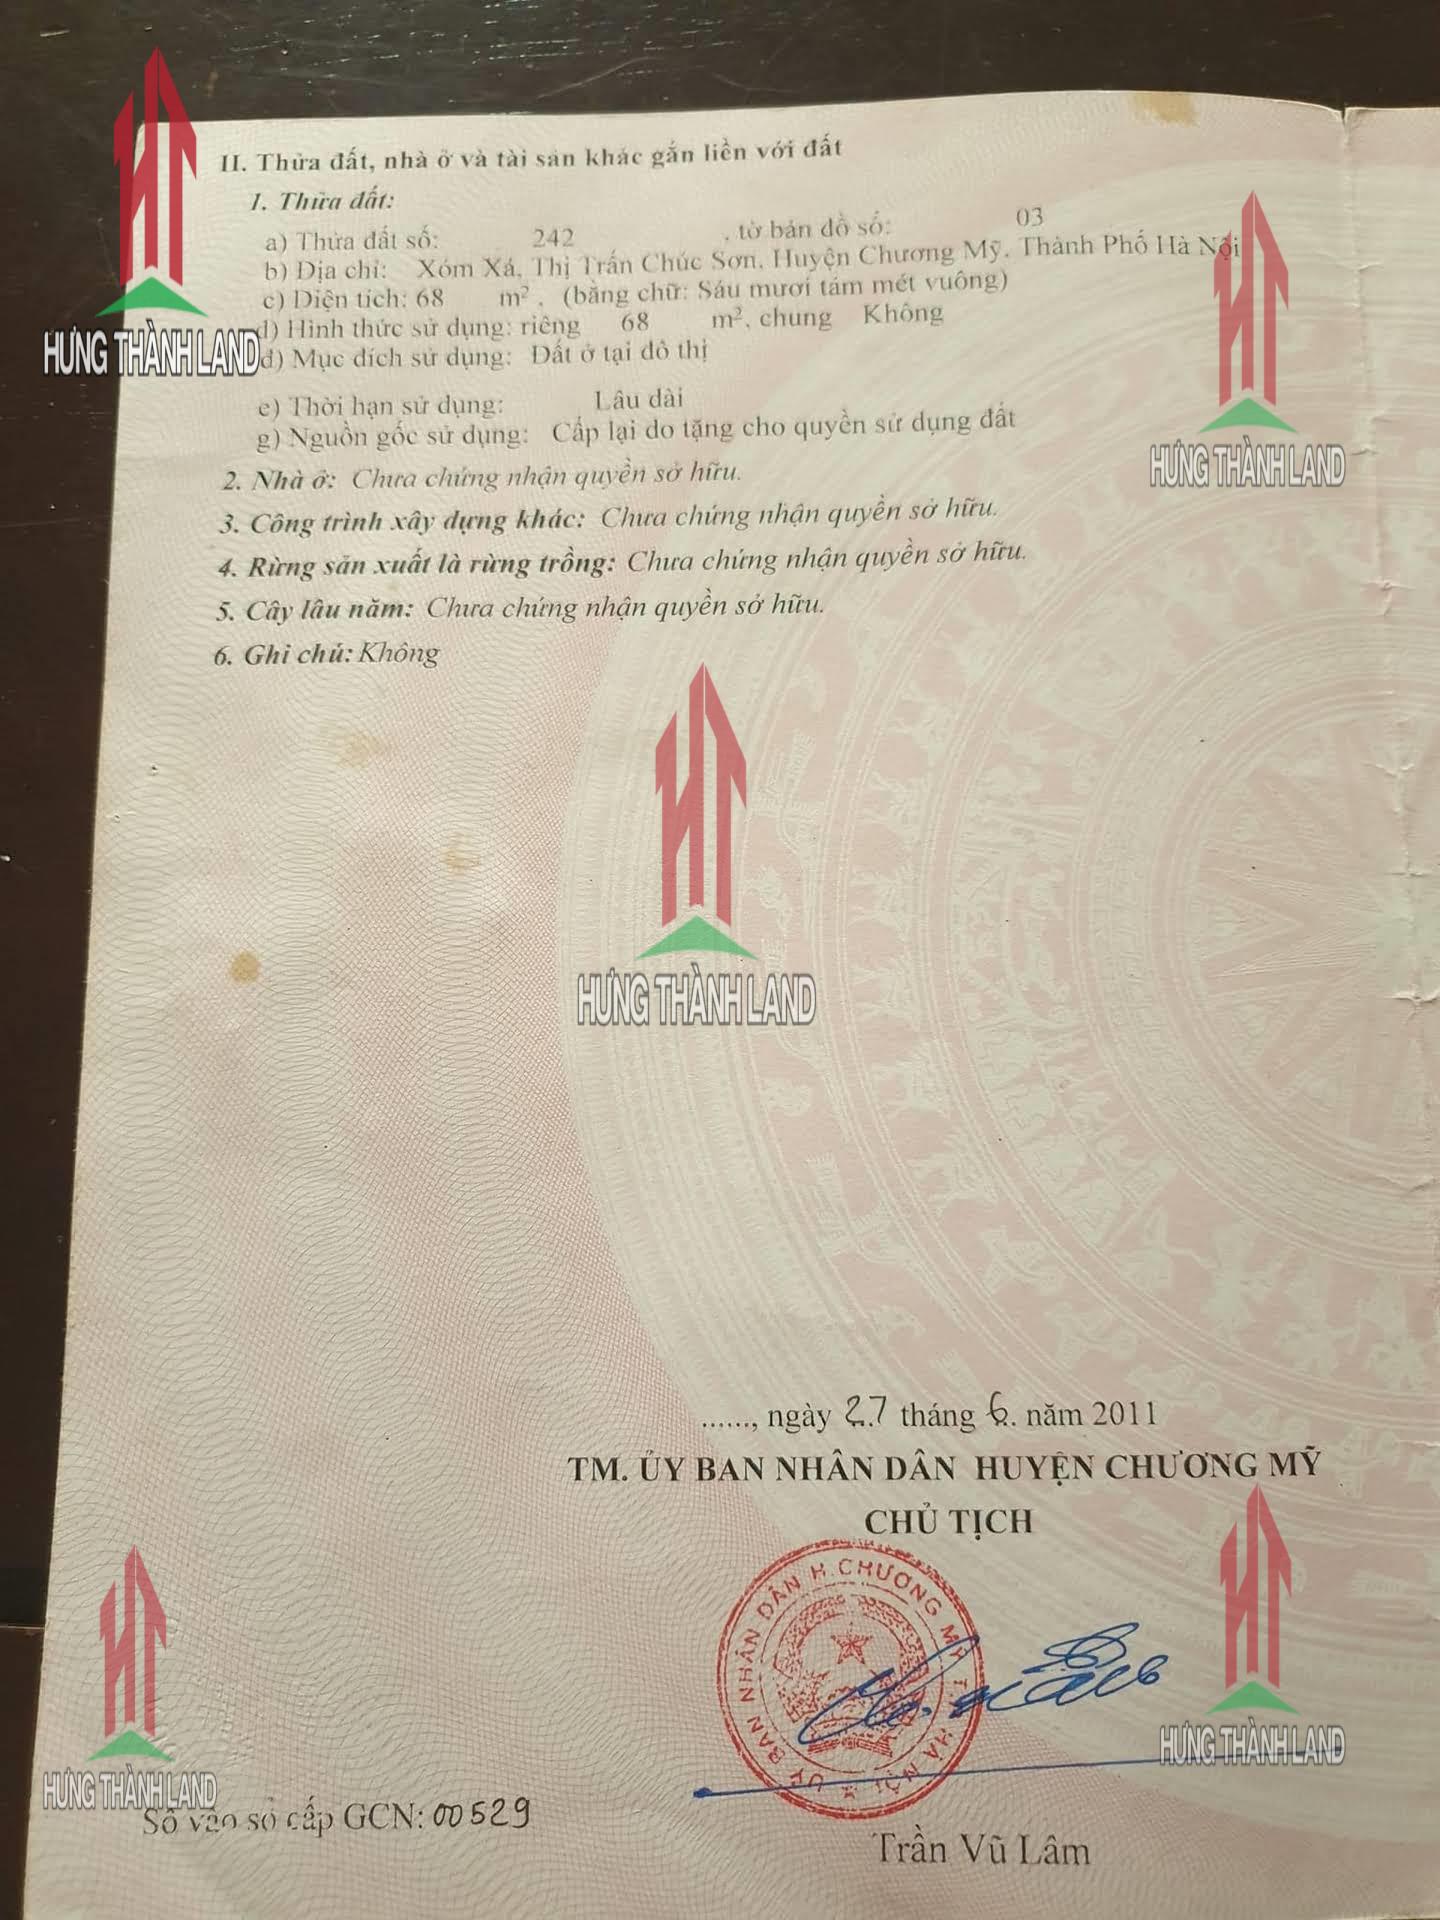 II. Thửa đất, nhà ở và tài sản khác gắn liền với đất
1. Thửa đất:
a) Thửa đất số: 242 , tờ bản đồ số: 03
b) Địa chỉ: Xóm Xá, Thị Trấn Chúc Sơn, Huyện Chương Mỹ, Thành Phố Hà Nội
c) Diện tích: 68 m², (bằng chữ: Sáu mươi tám mét vuông)
d) Hình thức sử dụng: riêng 68 m², chung Không
đ) Mục đích sử dụng: Đất ở tại đô thị
e) Thời hạn sử dụng: Lâu dài
g) Nguồn gốc sử dụng: Cấp lại do tặng cho quyền sử dụng đất
2. Nhà ở: Chưa chứng nhận quyền sở hữu.
3. Công trình xây dựng khác: Chưa chứng nhận quyền sở hữu.
4. Rừng sản xuất là rừng trồng: Chưa chứng nhận quyền sở hữu.
5. Cây lâu năm: Chưa chứng nhận quyền sở hữu.
6. Ghi chú: Không
HƯNG THÀNH LAND
HƯNG THÀNH LAND
HƯNG THÀNH LAND
......, ngày 27 tháng 6. năm 2011
TM. ỦY BAN NHÂN DÂN HUYỆN CHƯƠNG MỸ
CHỦ TỊCH
ỦY BAN NHÂN DÂN H. CHƯƠNG MỸ T.P HÀ NỘI
HƯNG THÀNH LAND
HƯNG THÀNH LAND
Số vào sổ cấp GCN: 00529
Trần Vũ Lâm